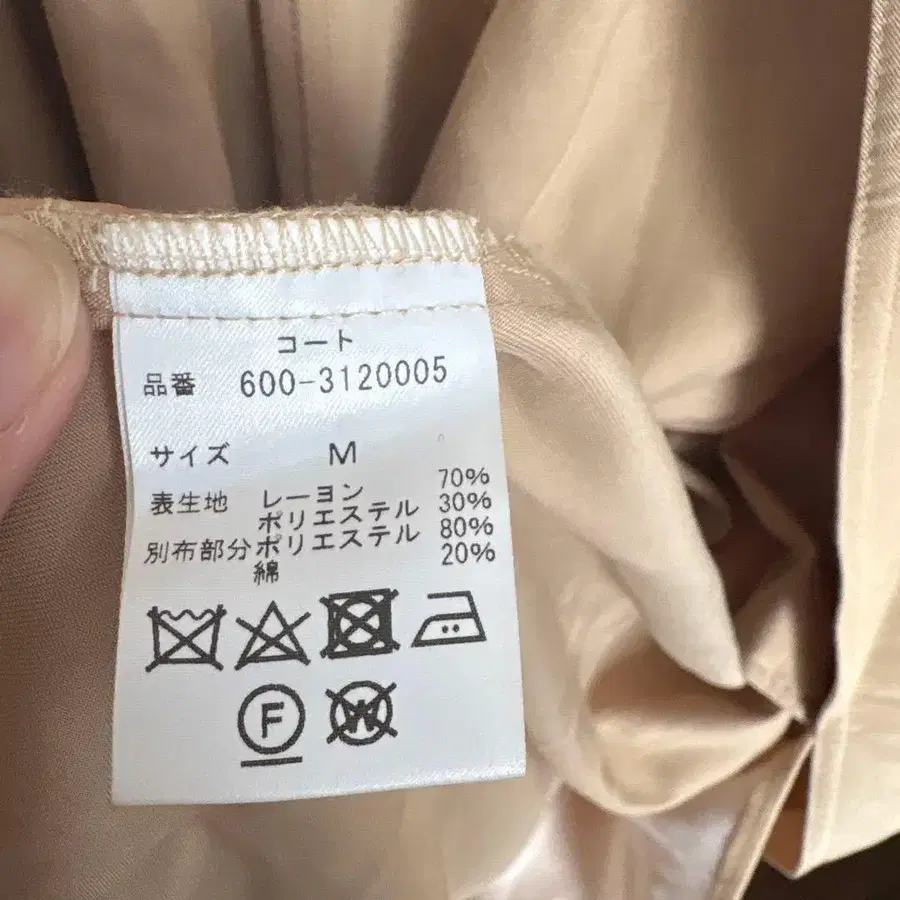 コート
品番 600-3120005
サイズ M
表生地 レーヨン 70%
ポリエステル 30%
別布部分 ポリエステル 80%
綿 20%
F
W